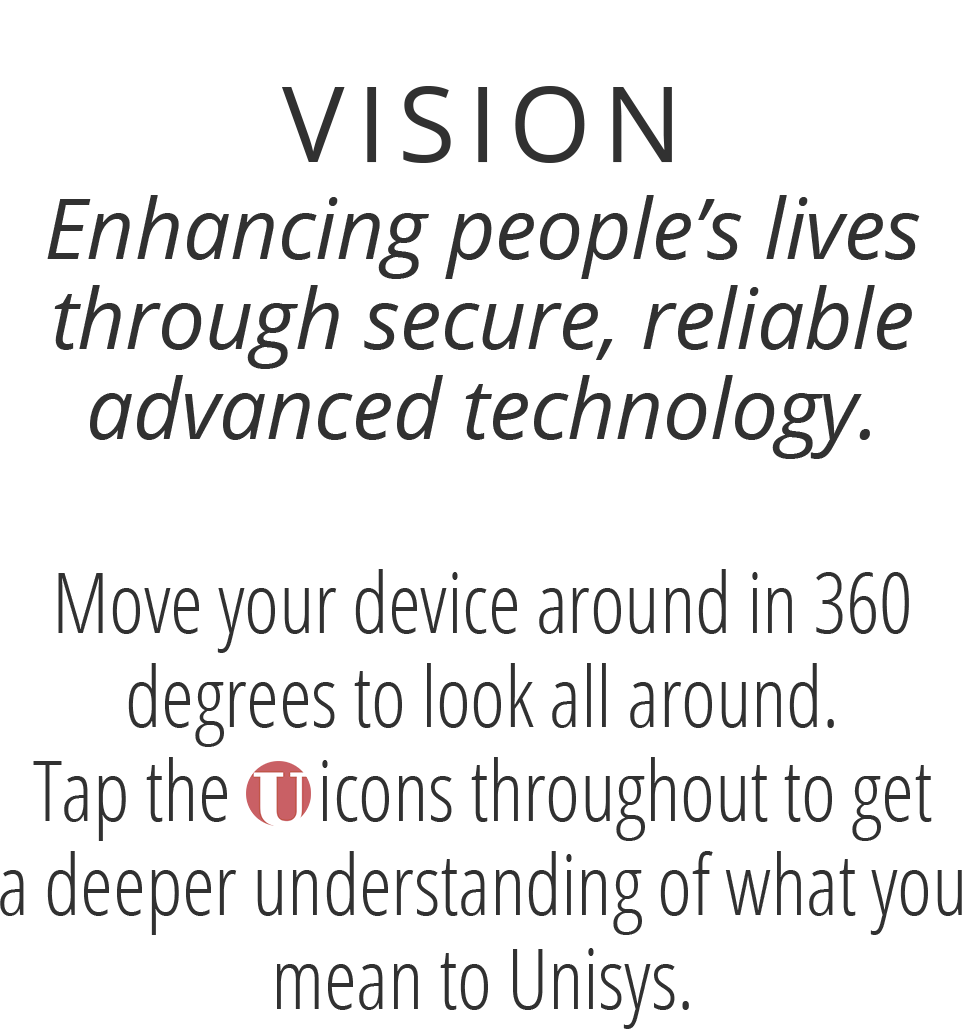 VISION
Enhancing people’s lives
through secure, reliable
advanced technology.
Move your device around in 360
degrees to look all around.
Tap the U icons throughout to get
a deeper understanding of what you
mean to Unisys.